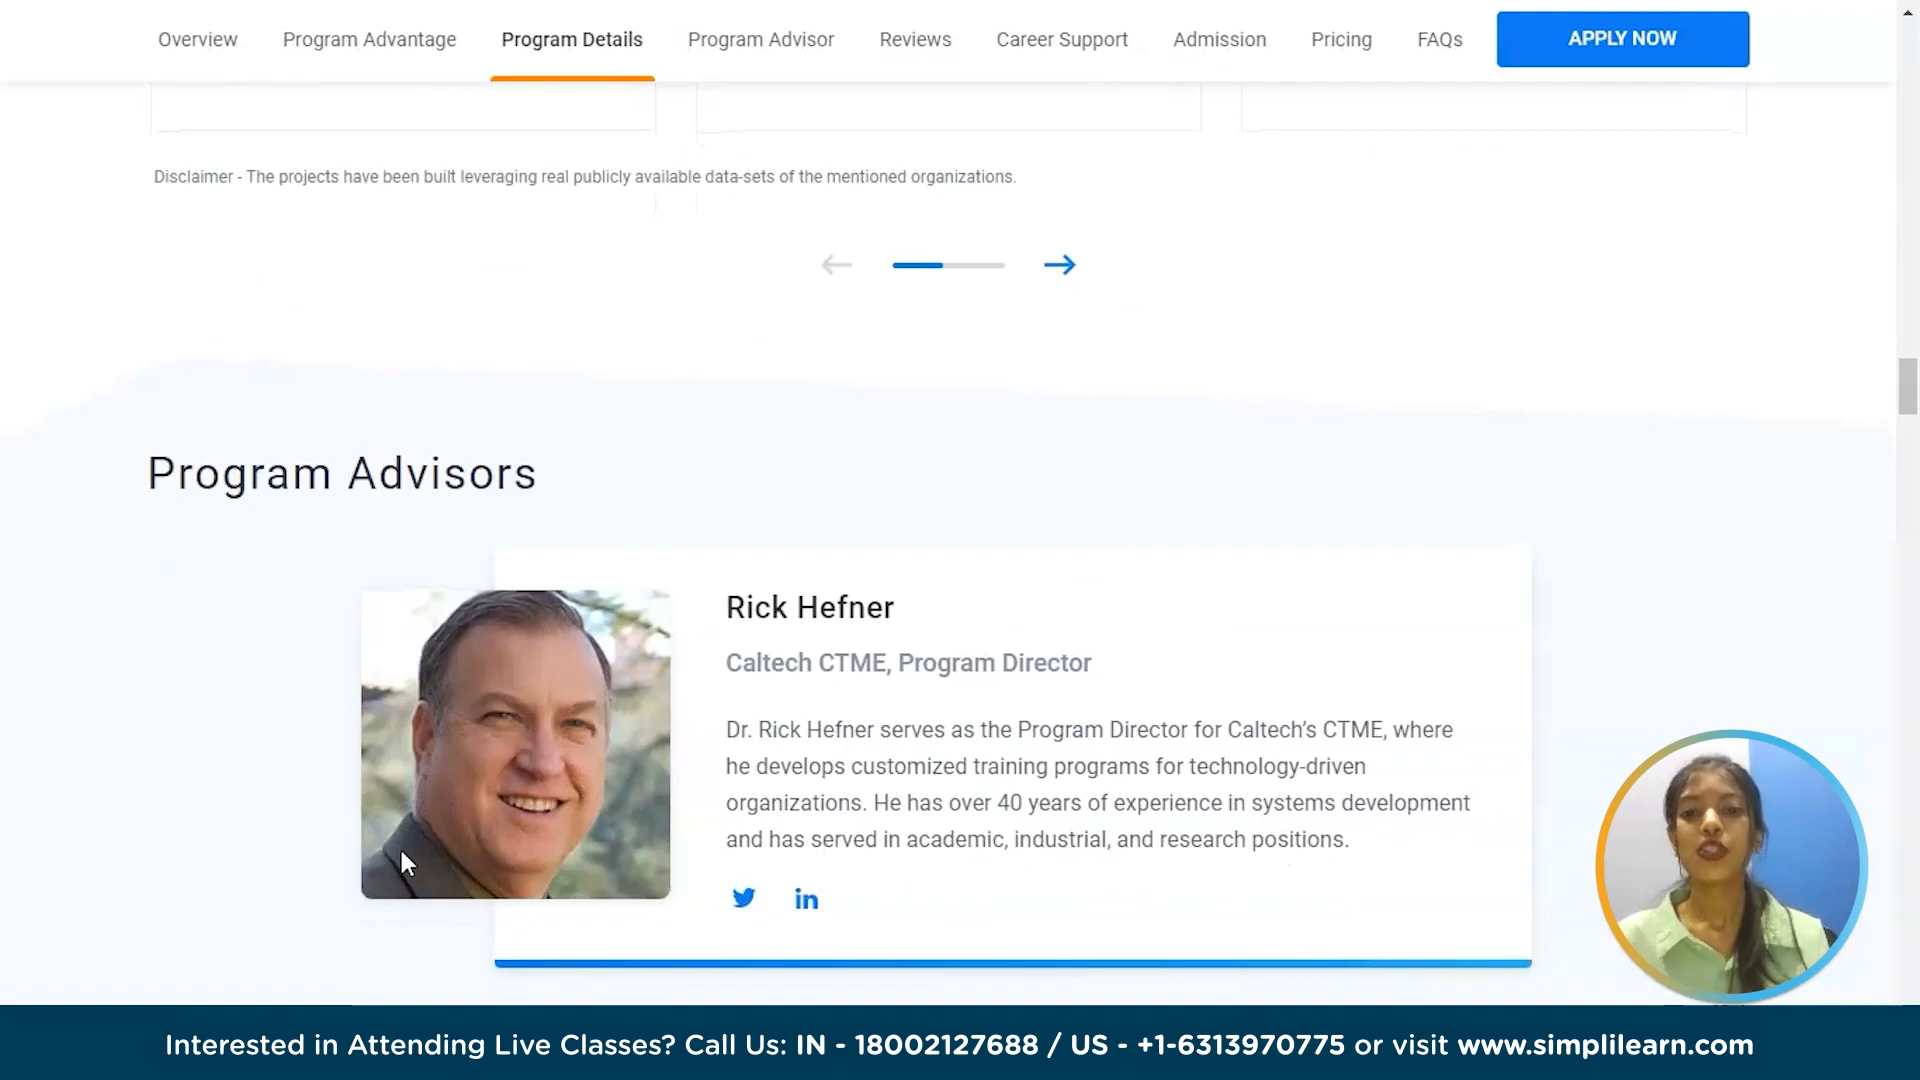 Overview Program Advantage Program Details Program Advisor Reviews Career Support Admission Pricing FAQs APPLY NOW
Disclaimer - The projects have been built leveraging real publicly available data-sets of the mentioned organizations.
Program Advisors
Rick Hefner
Caltech CTME, Program Director
Dr. Rick Hefner serves as the Program Director for Caltech’s CTME, where
he develops customized training programs for technology-driven
organizations. He has over 40 years of experience in systems development
and has served in academic, industrial, and research positions.
in
Interested in Attending Live Classes? Call Us: IN - 18002127688 / US - +1-6313970775 or visit www.simplilearn.com